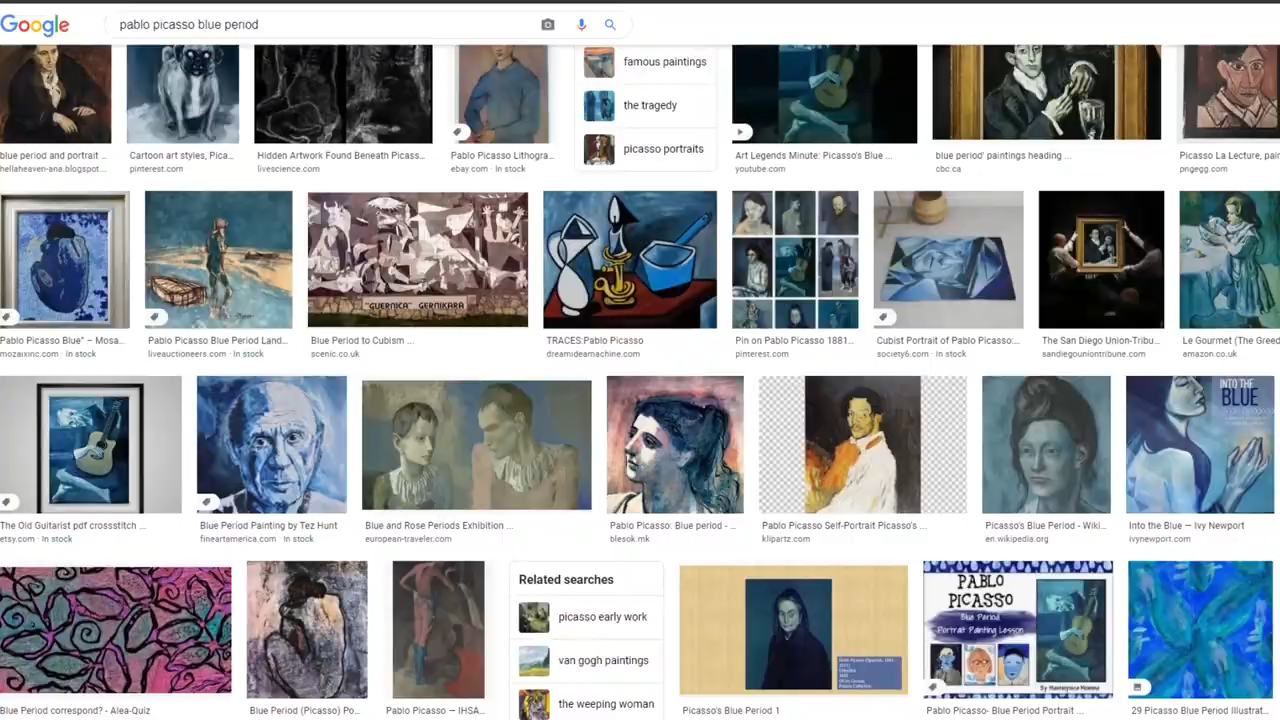 Google
pablo picasso blue period
famous paintings
the tragedy
picasso portraits
blue period and portrait ...
hellaheaven-ana.blogspot...
Cartoon art styles, Pica...
pinterest.com
Hidden Artwork Found Beneath Picass...
livescience.com
Pablo Picasso Lithogra...
ebay.com · In stock
Art Legends Minute: Picasso's Blue ...
youtube.com
blue period' paintings heading ...
cbc.ca
Picasso La Lecture, pain
pngegg.com
"GUERNICA" GERNIKARA
Pablo Picasso Blue" – Mosa...
mozaixinc.com · In stock
Pablo Picasso Blue Period Land...
liveauctioneers.com · In stock
Blue Period to Cubism ...
scenic.co.uk
TRACES:Pablo Picasso
dreamideamachine.com
Pin on Pablo Picasso 1881...
pinterest.com
Cubist Portrait of Pablo Picasso:...
society6.com · In stock
The San Diego Union-Tribu...
sandiegouniontribune.com
Le Gourmet (The Greed
amazon.co.uk
INTO THE
BLUE
The Old Guitarist pdf crossstitch ...
etsy.com · In stock
Blue Period Painting by Tez Hunt
fineartamerica.com · In stock
Blue and Rose Periods Exhibition ...
european-traveler.com
Pablo Picasso: Blue period - ...
blesok.mk
Pablo Picasso Self-Portrait Picasso's ...
klipartz.com
Picasso's Blue Period - Wiki...
en.wikipedia.org
Into the Blue — Ivy Newport
ivynewport.com
Related searches
picasso early work
van gogh paintings
the weeping woman
PABLO
PICASSO
Blue Period
Portrait Painting Lesson
Blue Period correspond? - Alea-Quiz
Blue Period (Picasso) Po...
Pablo Picasso — IHSA...
Picasso's Blue Period 1
Pablo Picasso- Blue Period Portrait ...
29 Picasso Blue Period Illustrat...